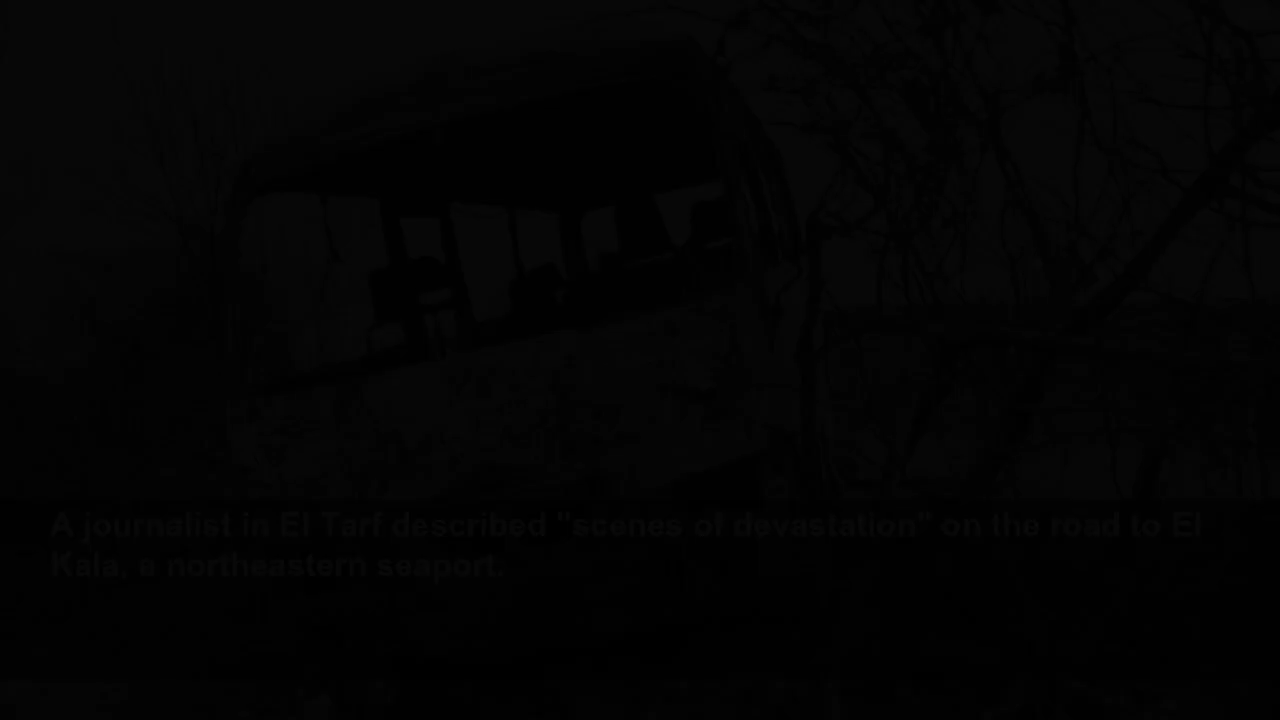 A journalist in El Tarf described "scenes of devastation" on the road to El
Kala, a northeastern seaport.